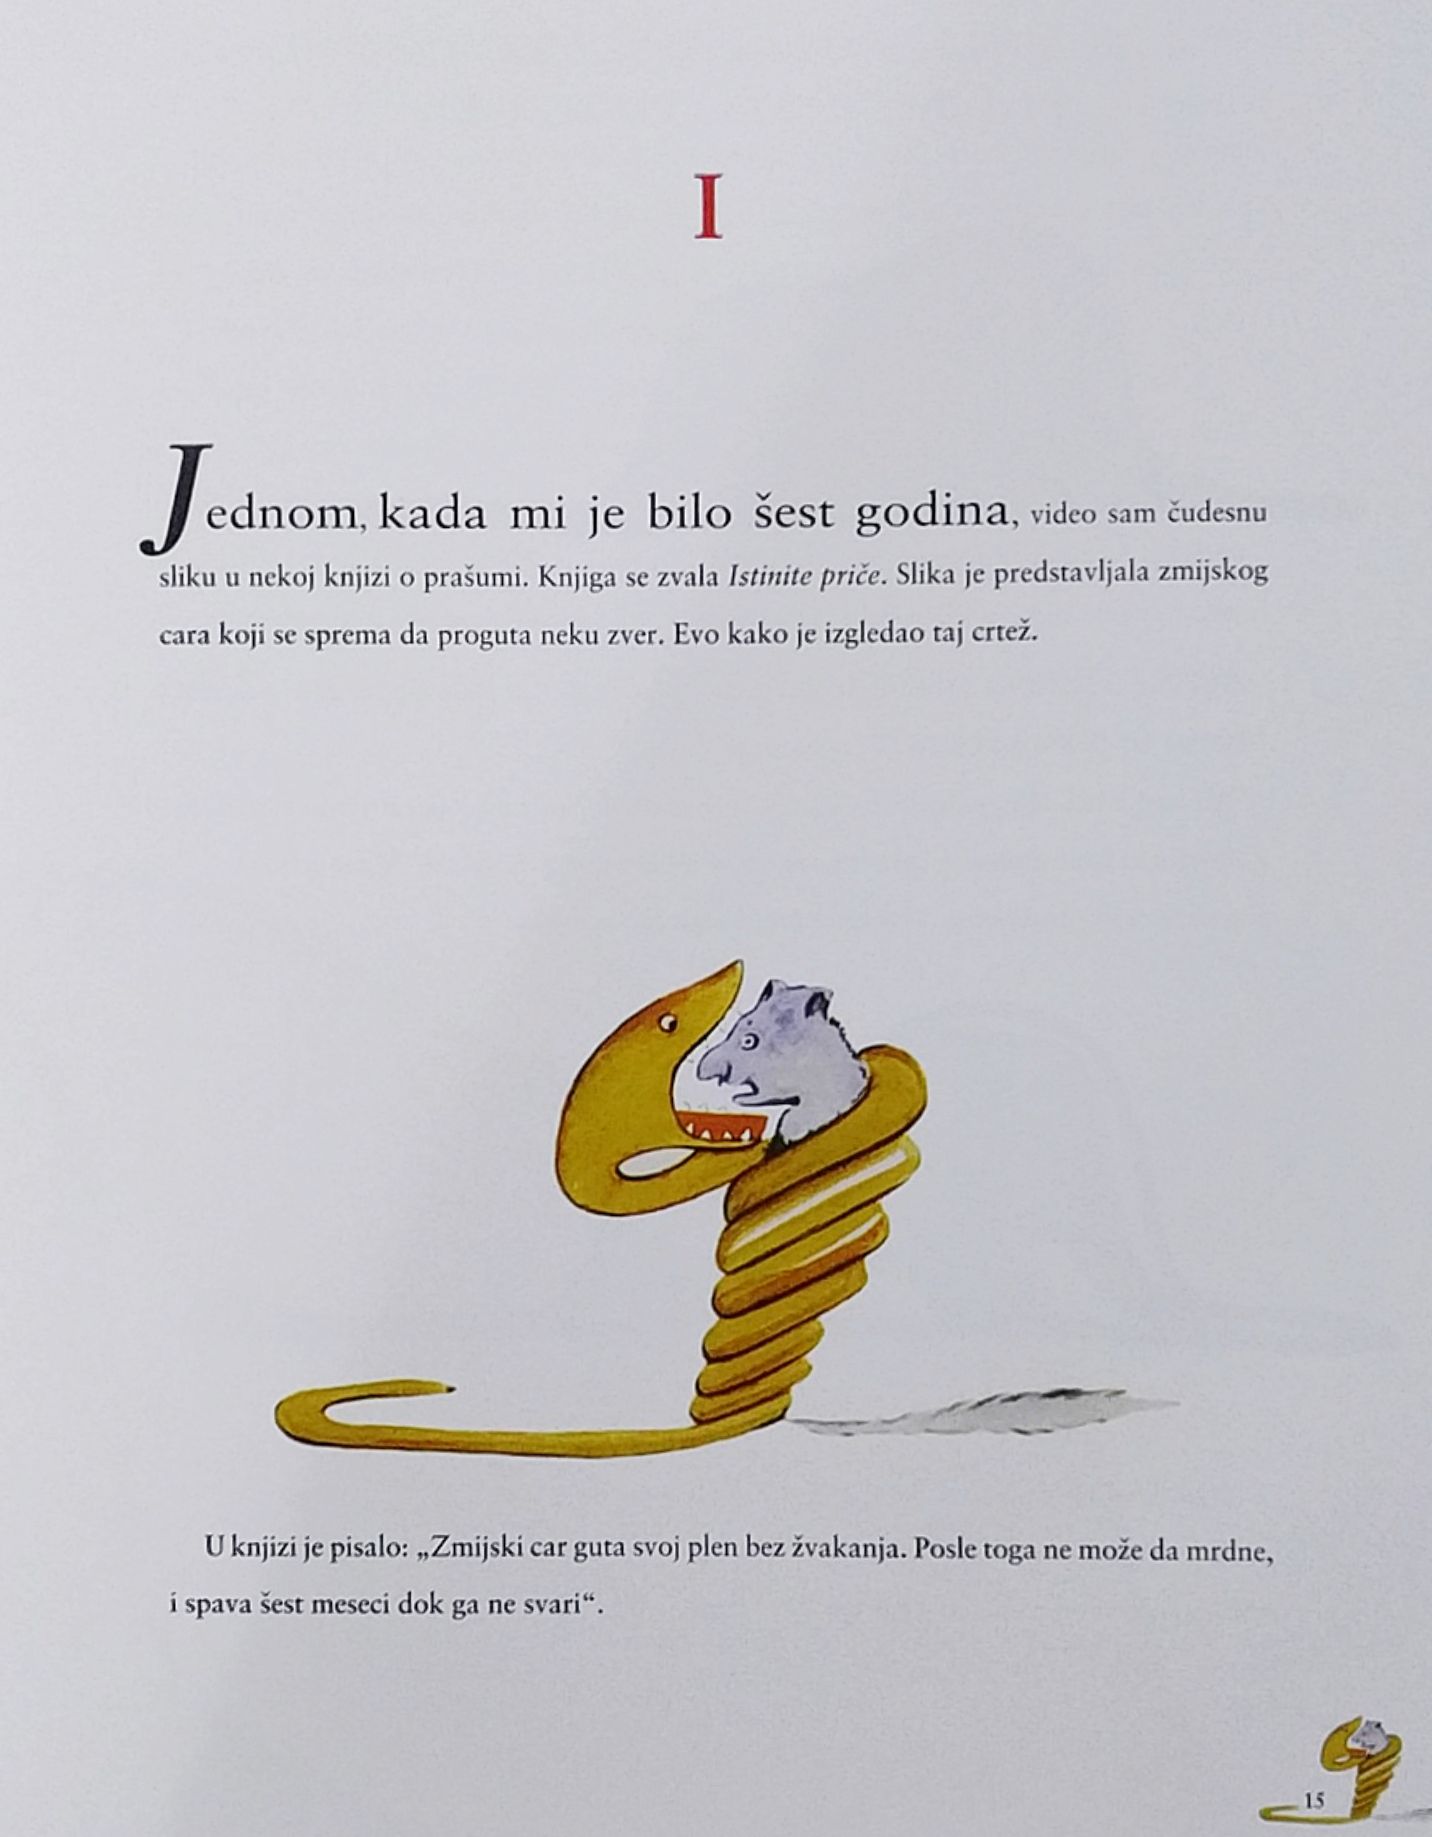 I
Jednom, kada mi je bilo šest godina, video sam čudesnu
sliku u nekoj knjizi o prašumi. Knjiga se zvala Istinite priče. Slika je predstavljala zmijskog
cara koji se sprema da proguta neku zver. Evo kako je izgledao taj crtež.
U knjizi je pisalo: „Zmijski car guta svoj plen bez žvakanja. Posle toga ne može da mrdne,
i spava šest meseci dok ga ne svari“.
15